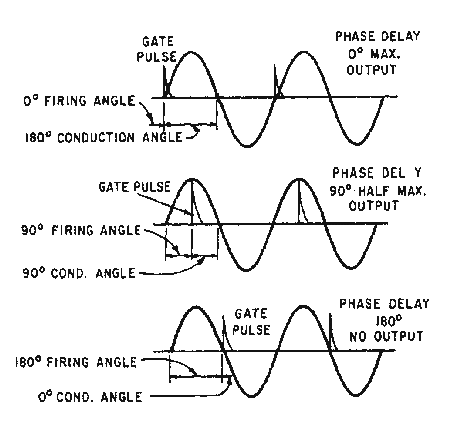 GATE
PULSE
PHASE DELAY
0° MAX.
OUTPUT
0° FIRING ANGLE
180° CONDUCTION ANGLE
GATE PULSE
PHASE DEL Y
90° HALF MAX.
OUTPUT
90° FIRING ANGLE
90° COND. ANGLE
GATE
PULSE
PHASE DELAY
180°
NO OUTPUT
180° FIRING ANGLE
0° COND. ANGLE